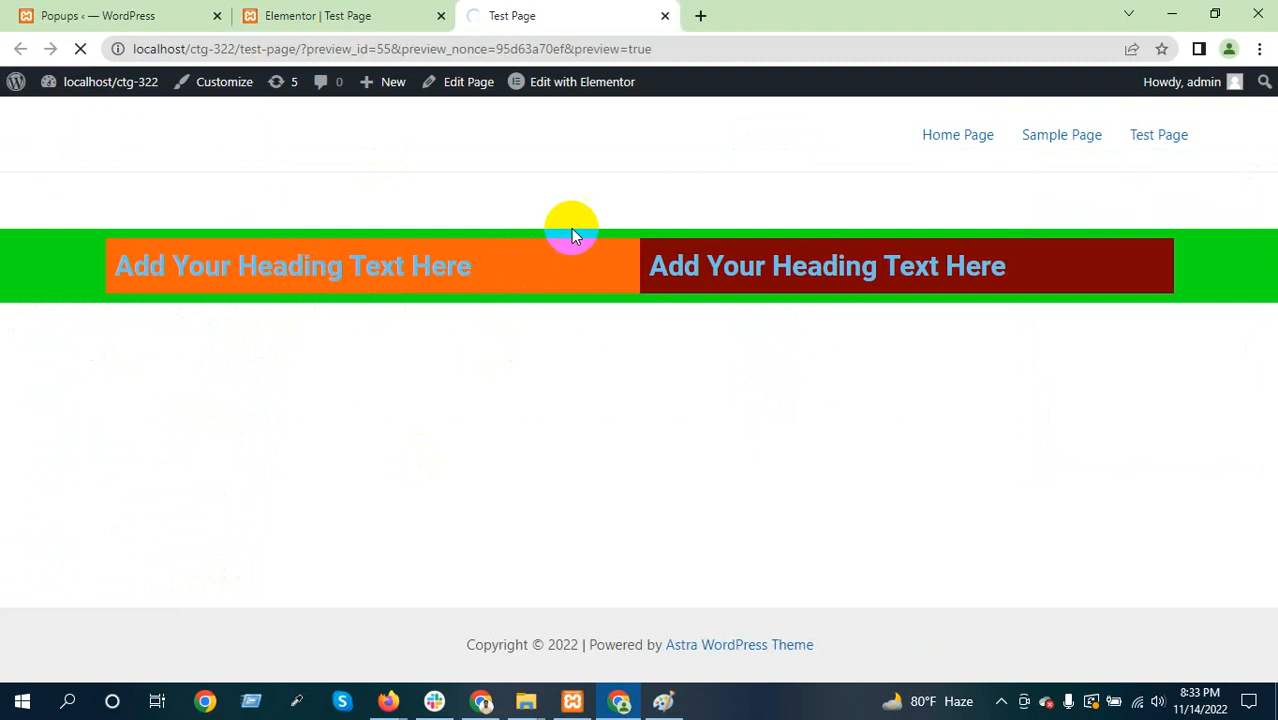 Popups ‹ — WordPress
Elementor | Test Page
Test Page
localhost/ctg-322/test-page/?preview_id=55&preview_nonce=95d63a70ef&preview=true
localhost/ctg-322
Customize
5
0
New
Edit Page
Edit with Elementor
Howdy, admin
Home Page
Sample Page
Test Page
Add Your Heading Text Here
Add Your Heading Text Here
Copyright © 2022 | Powered by Astra WordPress Theme
80°F Haze
8:33 PM
11/14/2022